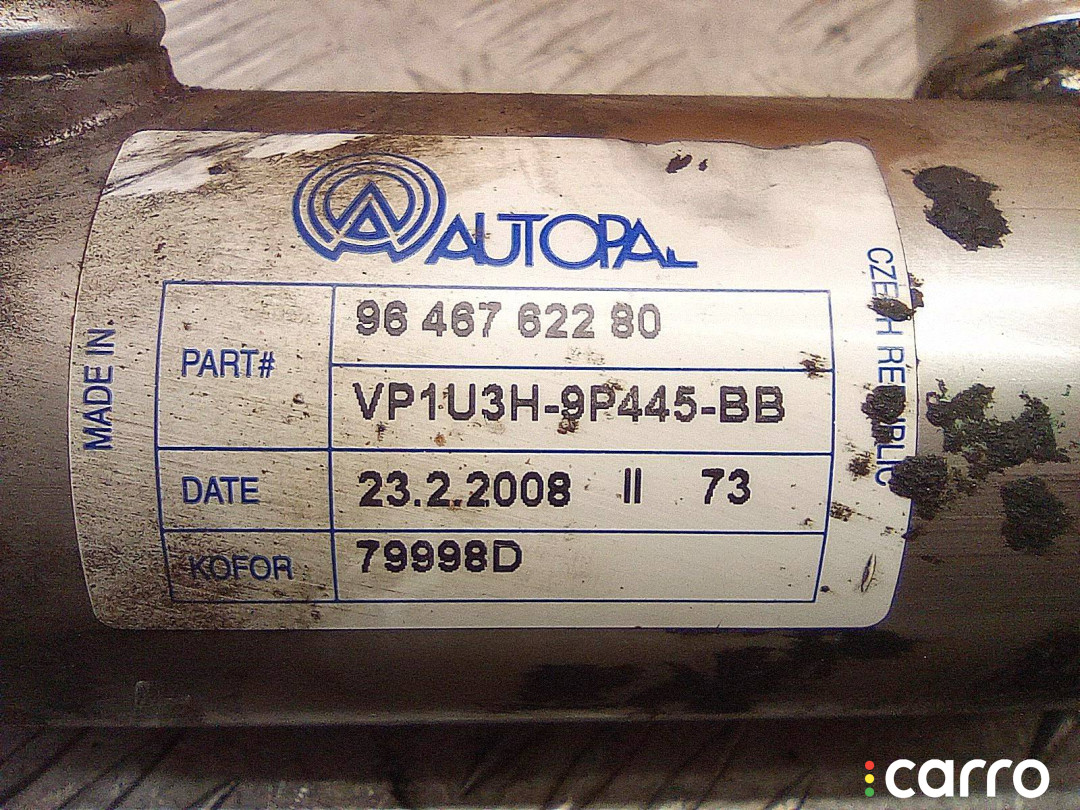 AUTOPAL
MADE IN
PART#
96 467 622 80
VP1U3H-9P445-BB
DATE
23.2.2008 II 73
KOFOR
79998D
CZECH REPUBLIC
carro